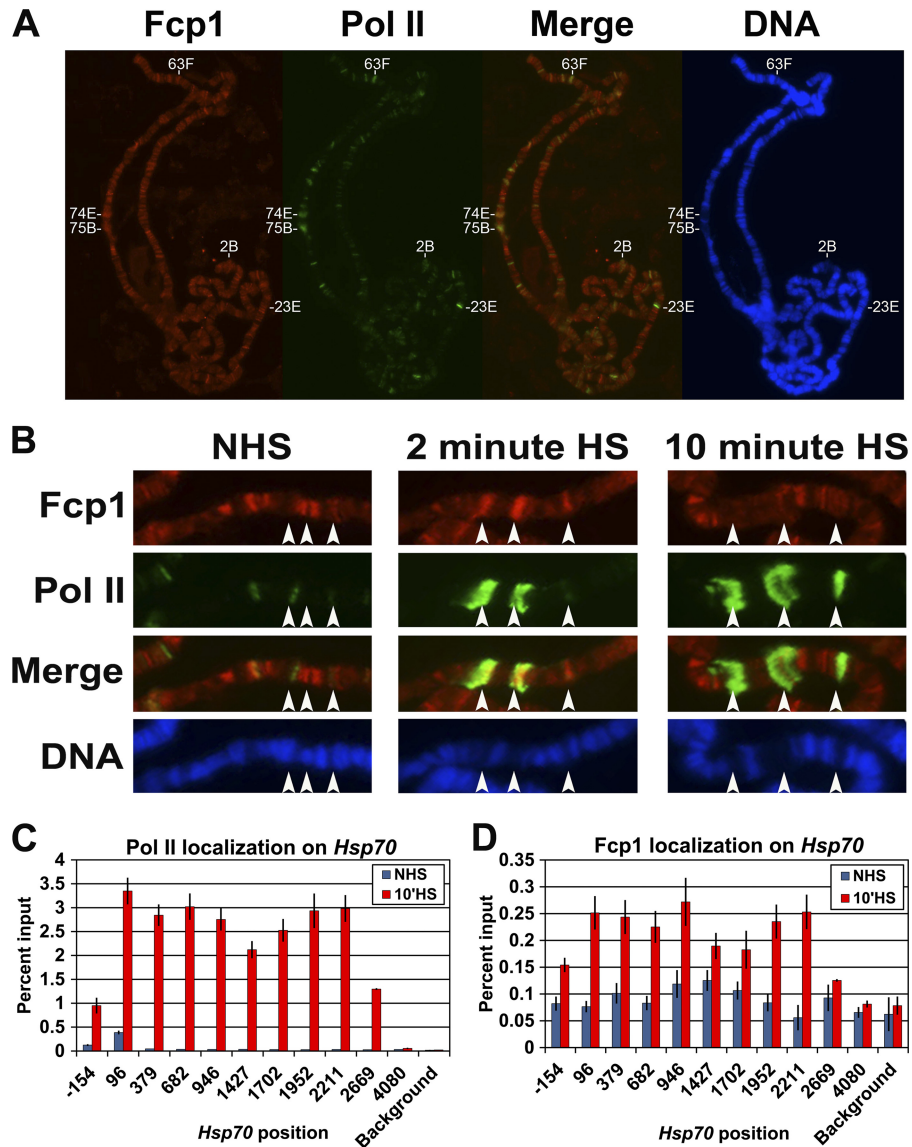 A
Fcp1 Pol II Merge DNA
63F 63F 63F 63F
74E- 74E- 74E- 74E-
75B- 75B- 75B- 75B-
2B 2B 2B 2B
-23E -23E -23E -23E
B
NHS 2 minute HS 10 minute HS
Fcp1
Pol II
Merge
DNA
C
Pol II localization on Hsp70
Percent input
4
3.5
3
2.5
2
1.5
1
0.5
0
NHS
10'HS
-154 96 379 682 946 1427 1702 1952 2211 2669 4080 Background
Hsp70 position
D
Fcp1 localization on Hsp70
Percent input
0.35
0.3
0.25
0.2
0.15
0.1
0.05
0
NHS
10'HS
-154 96 379 682 946 1427 1702 1952 2211 2669 4080 Background
Hsp70 position